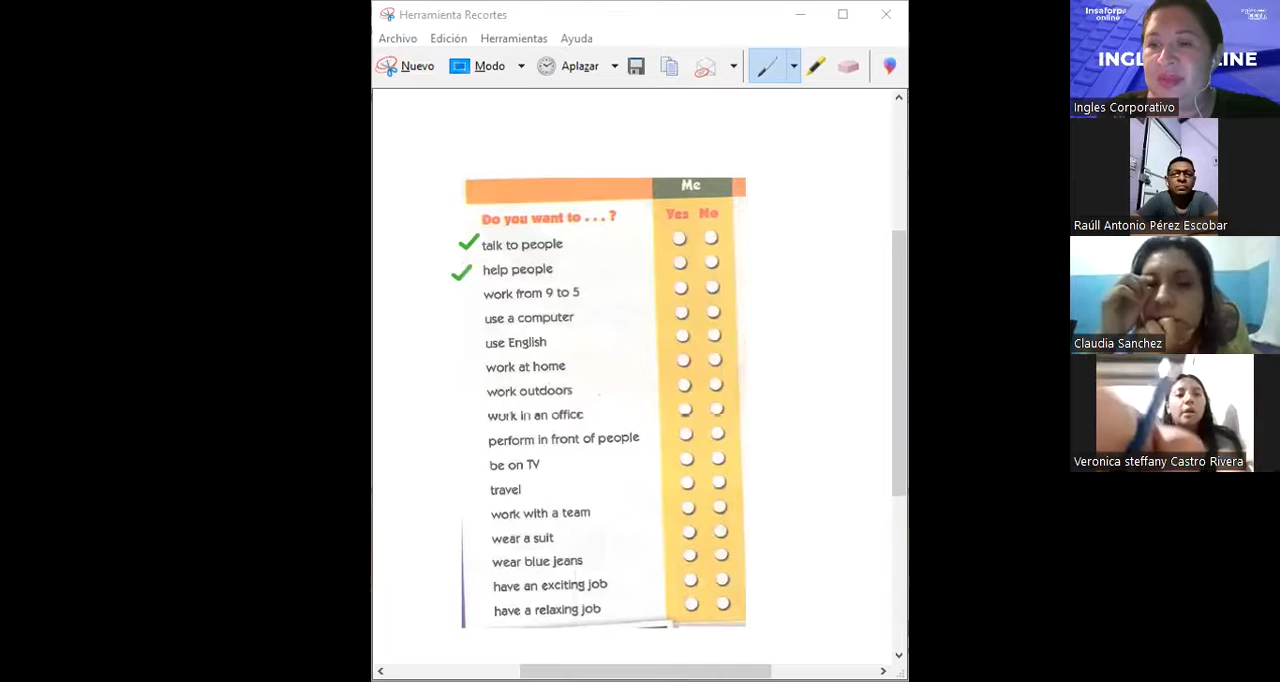 Herramienta Recortes
Archivo Edición Herramientas Ayuda
Nuevo Modo Aplazar
Me
Do you want to . . . ? Yes No
talk to people
help people
work from 9 to 5
use a computer
use English
work at home
work outdoors
work in an office
perform in front of people
be on TV
travel
work with a team
wear a suit
wear blue jeans
have an exciting job
have a relaxing job
Insaforp
online
INGL LINE
Ingles Corporativo
Raúll Antonio Pérez Escobar
Claudia Sanchez
Veronica steffany Castro Rivera